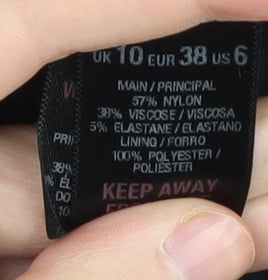 UK 10 EUR 38 US 6
MAIN / PRINCIPAL
57% NYLON
38% VISCOSE / VISCOSA
5% ELASTANE / ELASTANO
LINING / FORRO
100% POLYESTER /
POLIÉSTER
KEEP AWAY